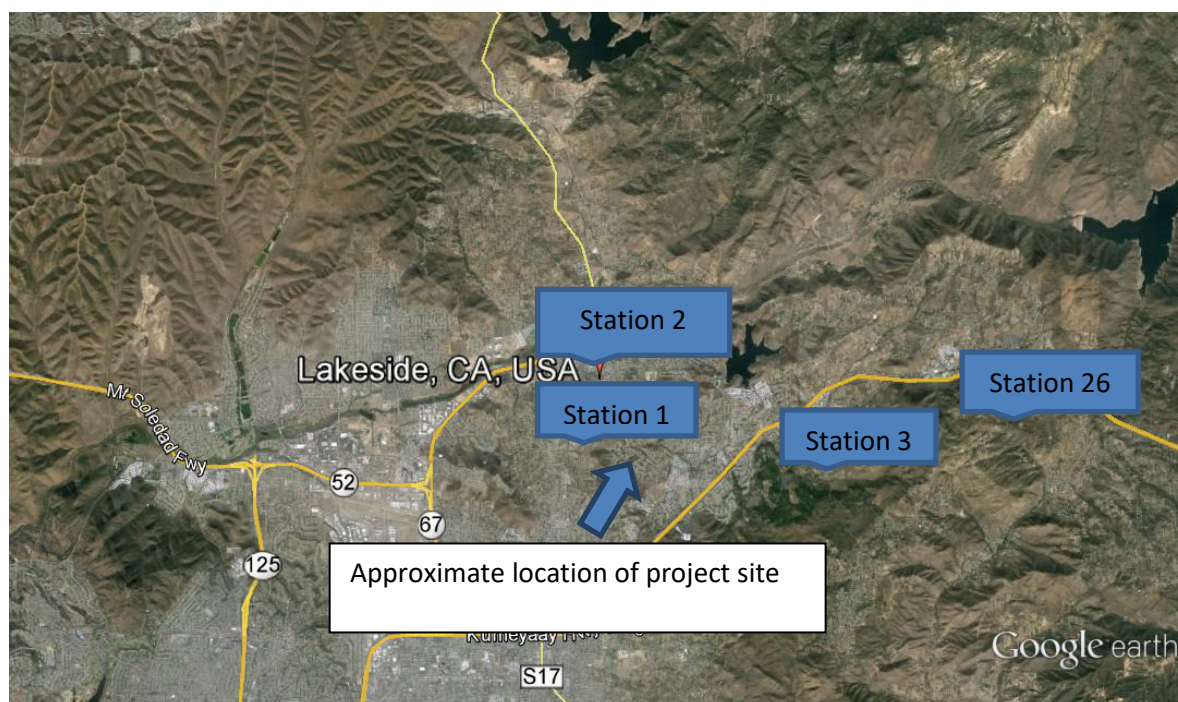 Station 2
Lakeside, CA, USA
Station 26
Mt Soledad Fwy
Station 1
Station 3
52
67
125
Approximate location of project site
Kumeyaay
S17
Google earth